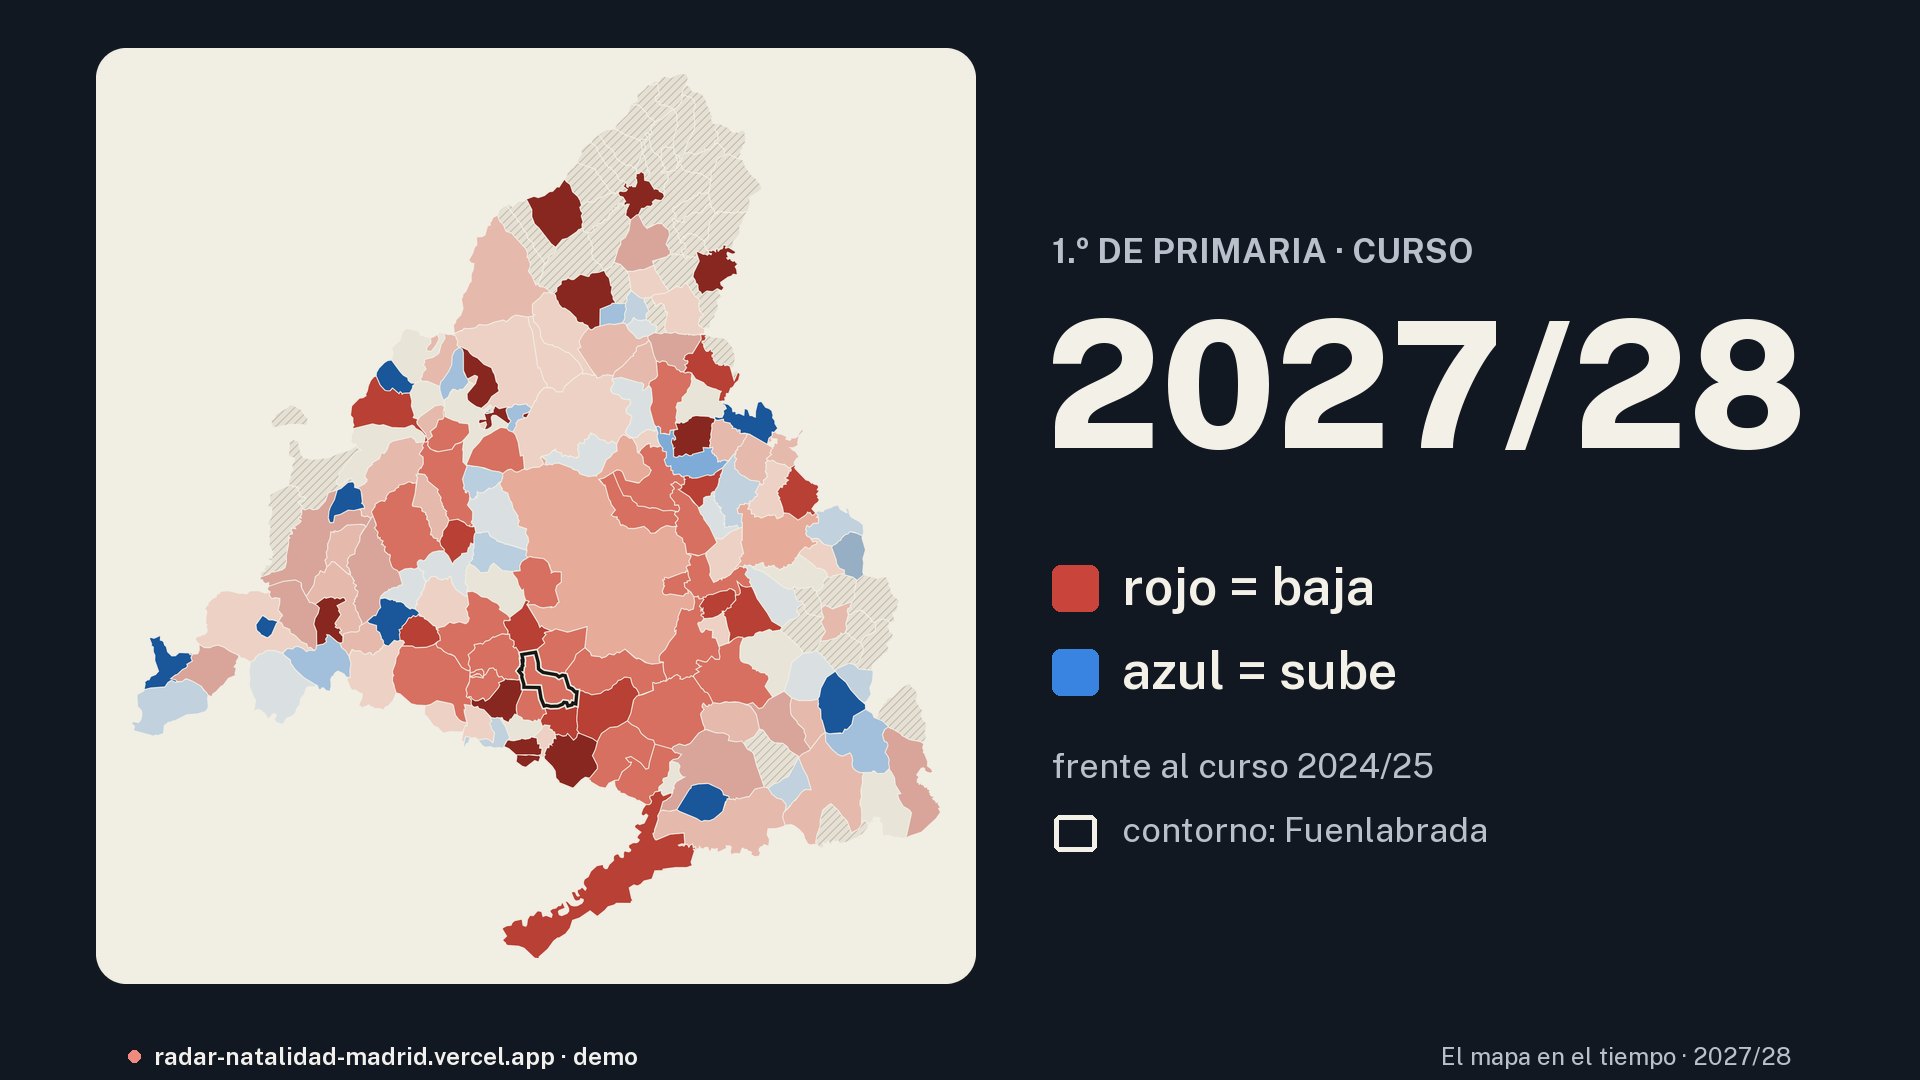 1.º DE PRIMARIA · CURSO
2027/28
rojo = baja
azul = sube
frente al curso 2024/25
contorno: Fuenlabrada
radar-natalidad-madrid.vercel.app · demo
El mapa en el tiempo · 2027/28